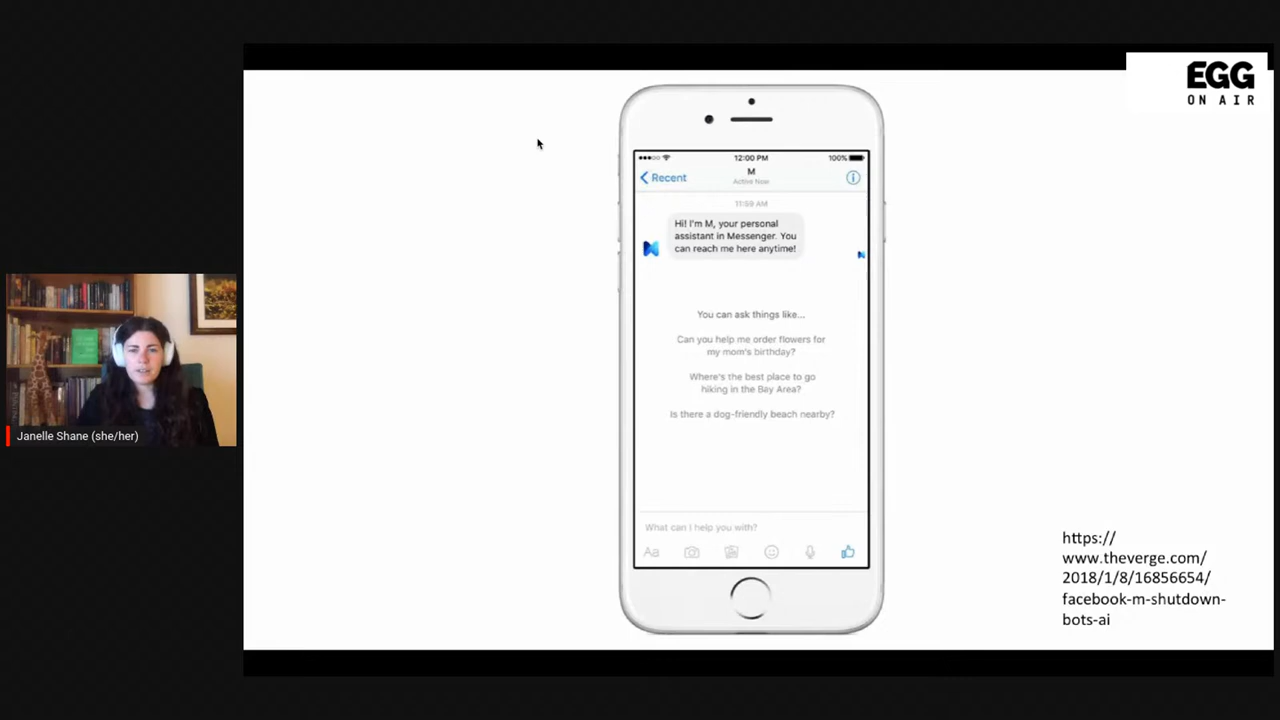 EGG
ON AIR
12:00 PM
100%
Recent
M
Active Now
11:59 AM
Hi! I'm M, your personal
assistant in Messenger. You
can reach me here anytime!
You can ask things like...
Can you help me order flowers for
my mom's birthday?
Where's the best place to go
hiking in the Bay Area?
Is there a dog-friendly beach nearby?
What can I help you with?
Aa
https://
www.theverge.com/
2018/1/8/16856654/
facebook-m-shutdown-
bots-ai
Janelle Shane (she/her)